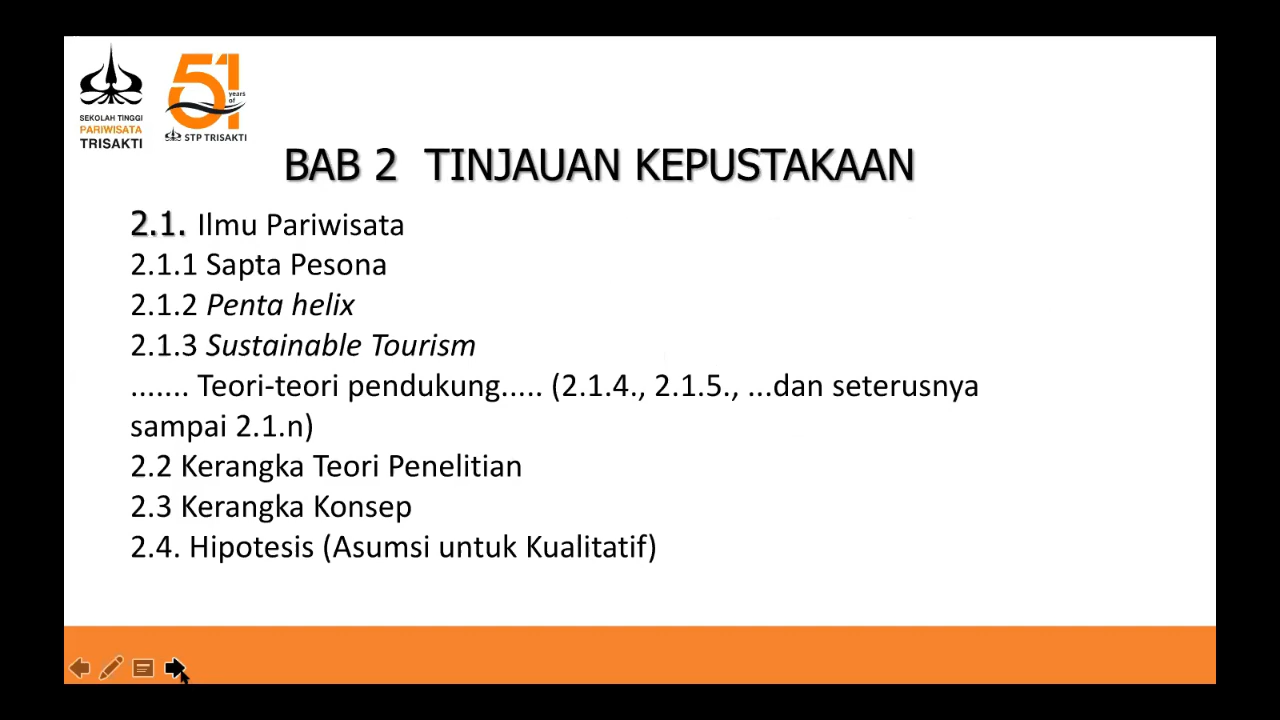 SEKOLAH TINGGI
PARIWISATA
TRISAKTI
51
years
of
STP TRISAKTI
BAB 2 TINJAUAN KEPUSTAKAAN
2.1. Ilmu Pariwisata
2.1.1 Sapta Pesona
2.1.2 Penta helix
2.1.3 Sustainable Tourism
....... Teori-teori pendukung..... (2.1.4., 2.1.5., ...dan seterusnya
sampai 2.1.n)
2.2 Kerangka Teori Penelitian
2.3 Kerangka Konsep
2.4. Hipotesis (Asumsi untuk Kualitatif)